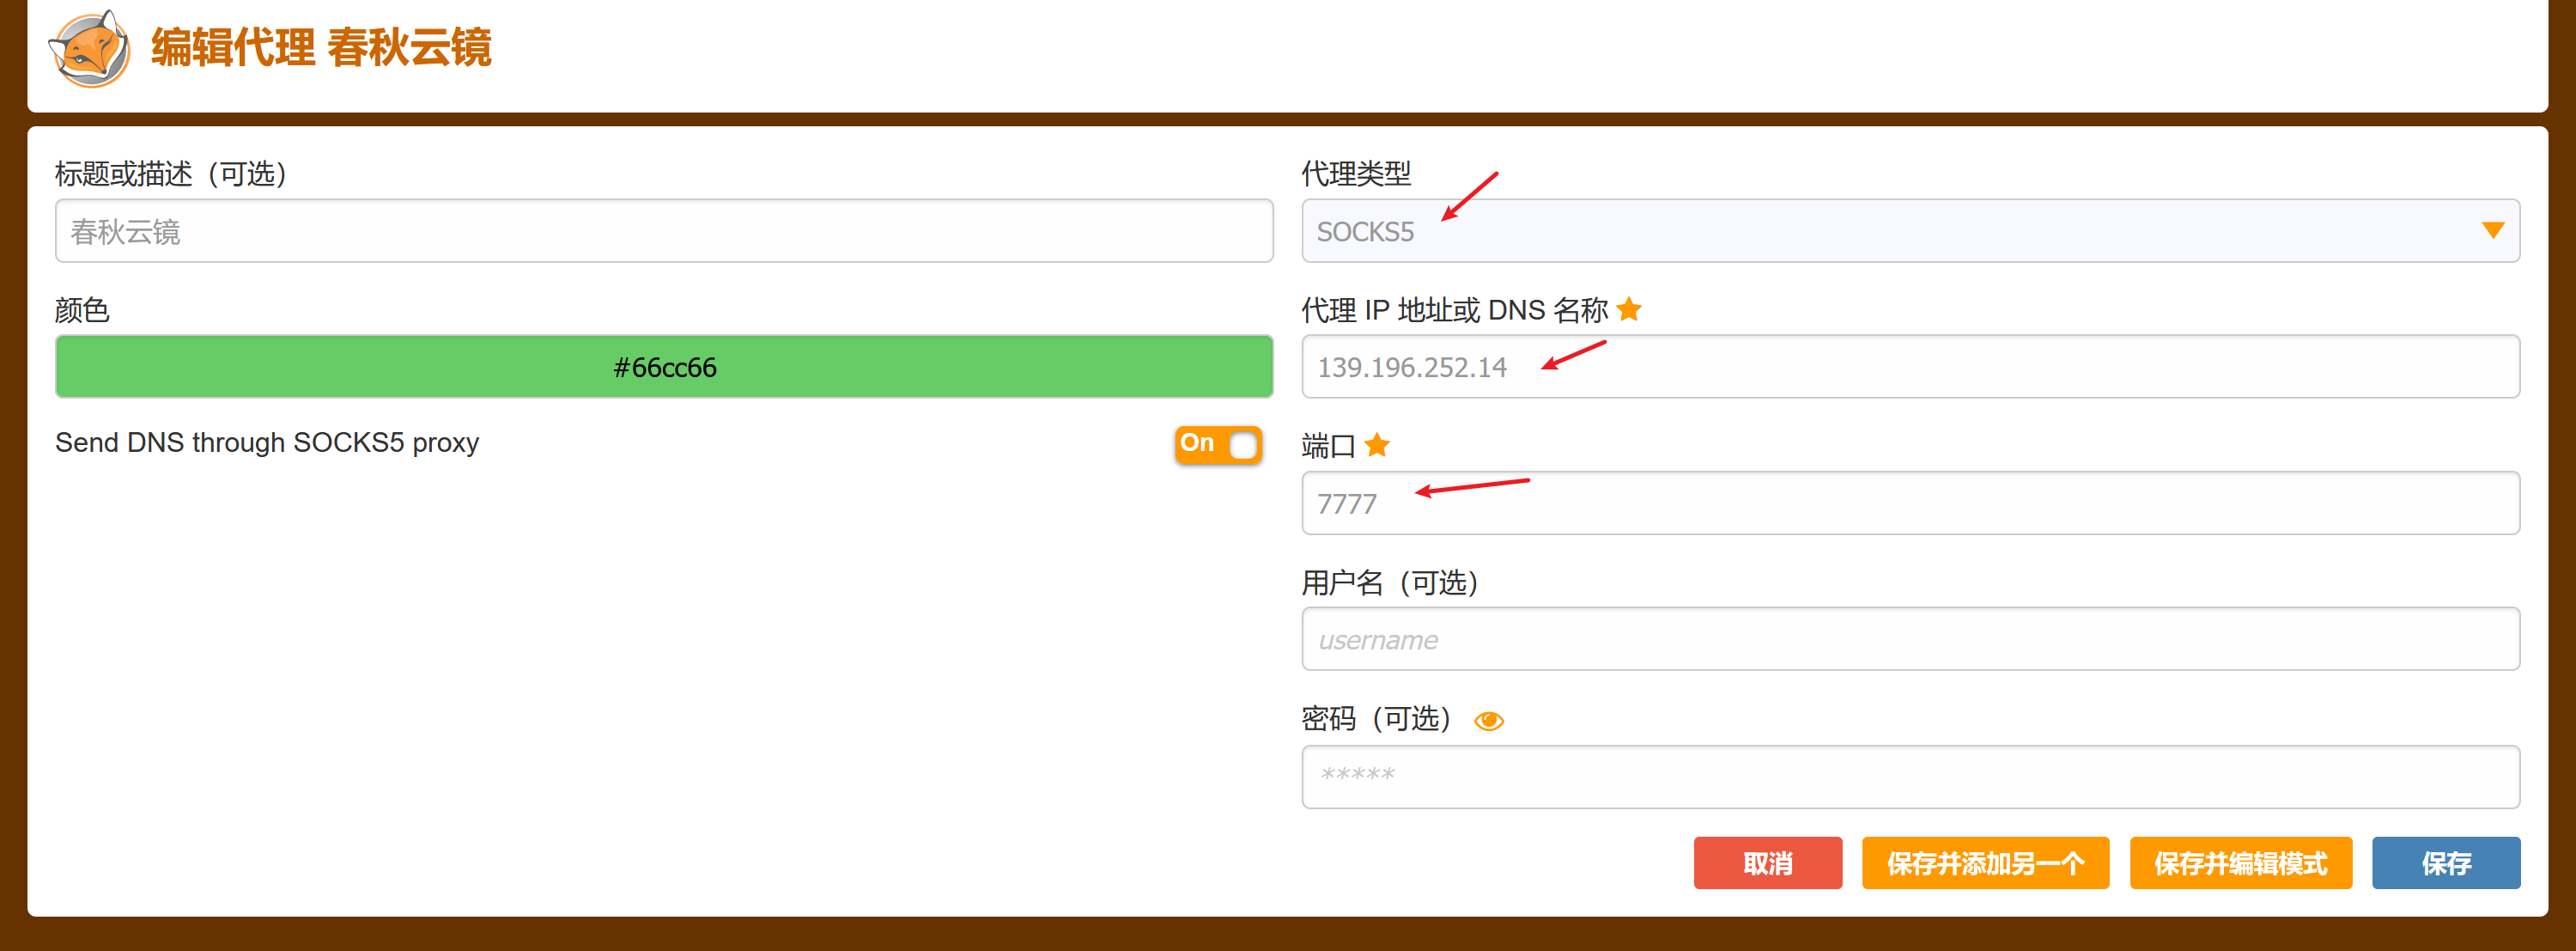 编辑代理 春秋云镜
标题或描述（可选）
春秋云镜
颜色
#66cc66
Send DNS through SOCKS5 proxy
On
代理类型
SOCKS5
代理 IP 地址或 DNS 名称
139.196.252.14
端口
7777
用户名（可选）
username
密码（可选）
*****
取消
保存并添加另一个
保存并编辑模式
保存